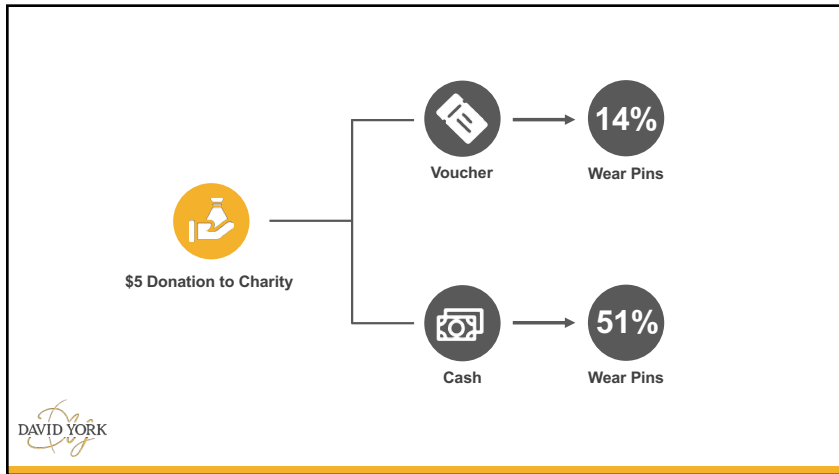 14%
Voucher
Wear Pins
$5 Donation to Charity
51%
Cash
Wear Pins
DAVID YORK